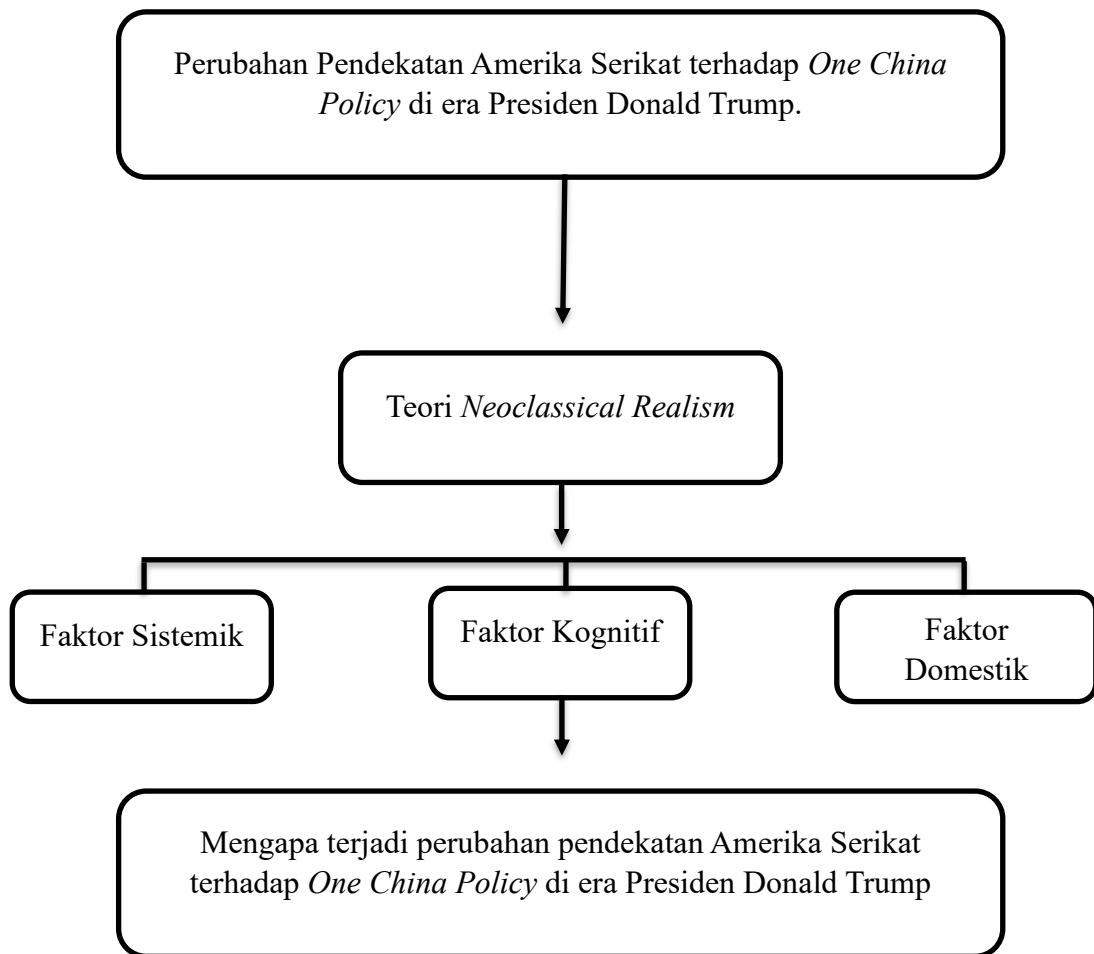 Perubahan Pendekatan Amerika Serikat terhadap One China
Policy di era Presiden Donald Trump.
Teori Neoclassical Realism
Faktor Sistemik
Faktor Kognitif
Faktor
Domestik
Mengapa terjadi perubahan pendekatan Amerika Serikat
terhadap One China Policy di era Presiden Donald Trump